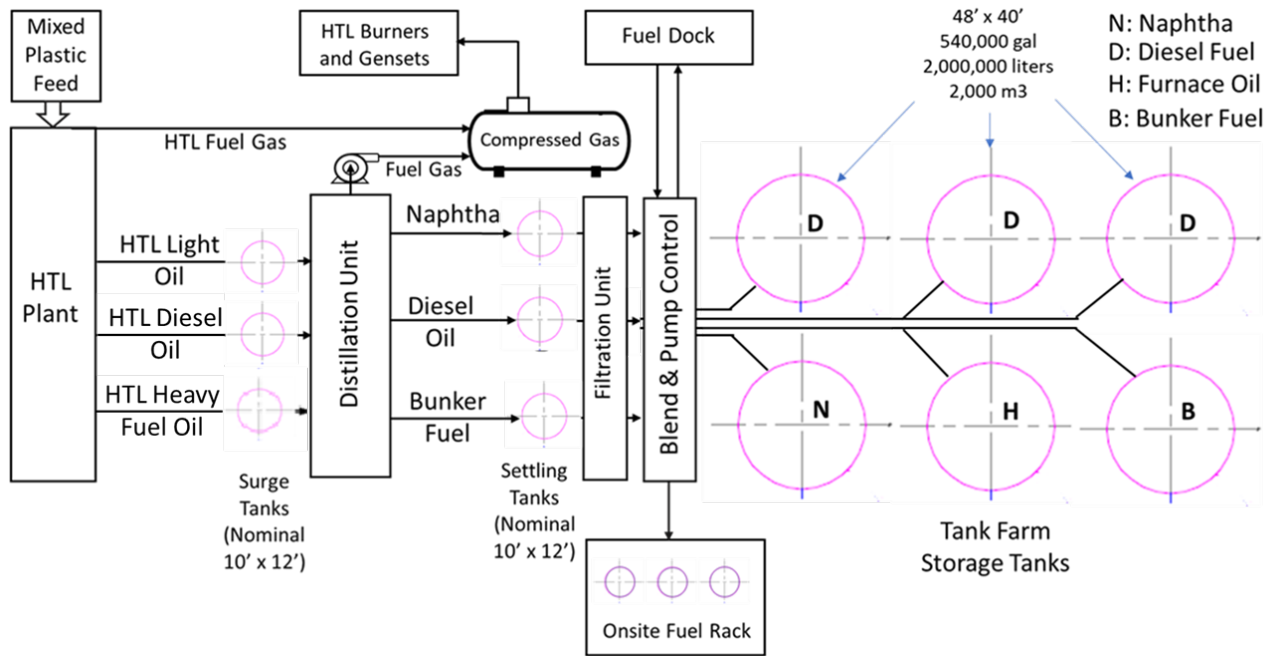 Mixed
Plastic
Feed
HTL Burners
and Gensets
Fuel Dock
48’ x 40’
540,000 gal
2,000,000 liters
2,000 m3
N: Naphtha
D: Diesel Fuel
H: Furnace Oil
B: Bunker Fuel
HTL Fuel Gas
Compressed Gas
Fuel Gas
HTL
Plant
HTL Light
Oil
HTL Diesel
Oil
HTL Heavy
Fuel Oil
Surge
Tanks
(Nominal
10’ x 12’)
Distillation Unit
Naphtha
Diesel
Oil
Bunker
Fuel
Settling
Tanks
(Nominal
10’ x 12’)
Filtration Unit
Blend & Pump Control
D
D
D
N
H
B
Tank Farm
Storage Tanks
Onsite Fuel Rack